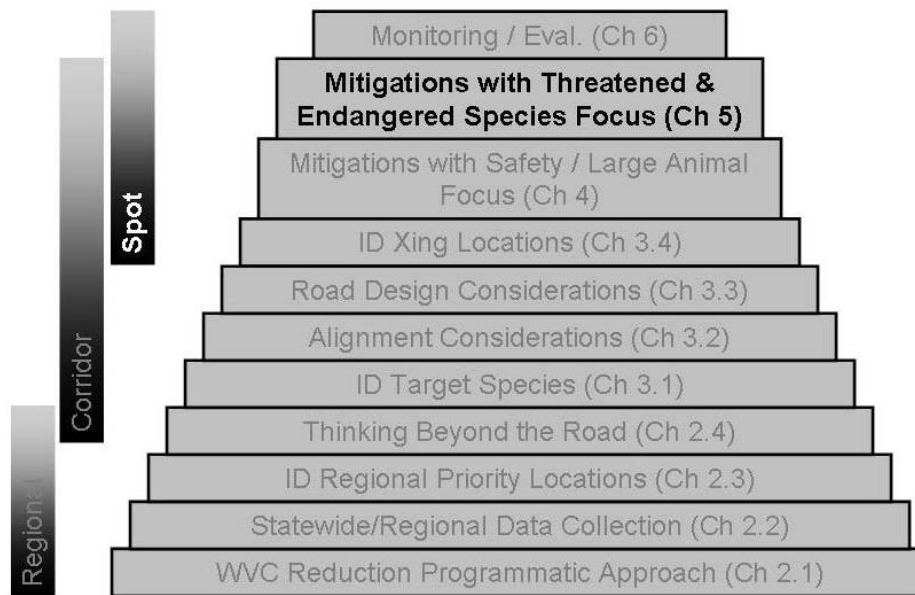 Monitoring / Eval. (Ch 6)
Mitigations with Threatened &
Endangered Species Focus (Ch 5)
Mitigations with Safety / Large Animal
Focus (Ch 4)
ID Xing Locations (Ch 3.4)
Road Design Considerations (Ch 3.3)
Alignment Considerations (Ch 3.2)
ID Target Species (Ch 3.1)
Thinking Beyond the Road (Ch 2.4)
ID Regional Priority Locations (Ch 2.3)
Statewide/Regional Data Collection (Ch 2.2)
WVC Reduction Programmatic Approach (Ch 2.1)
Spot
Corridor
Regional